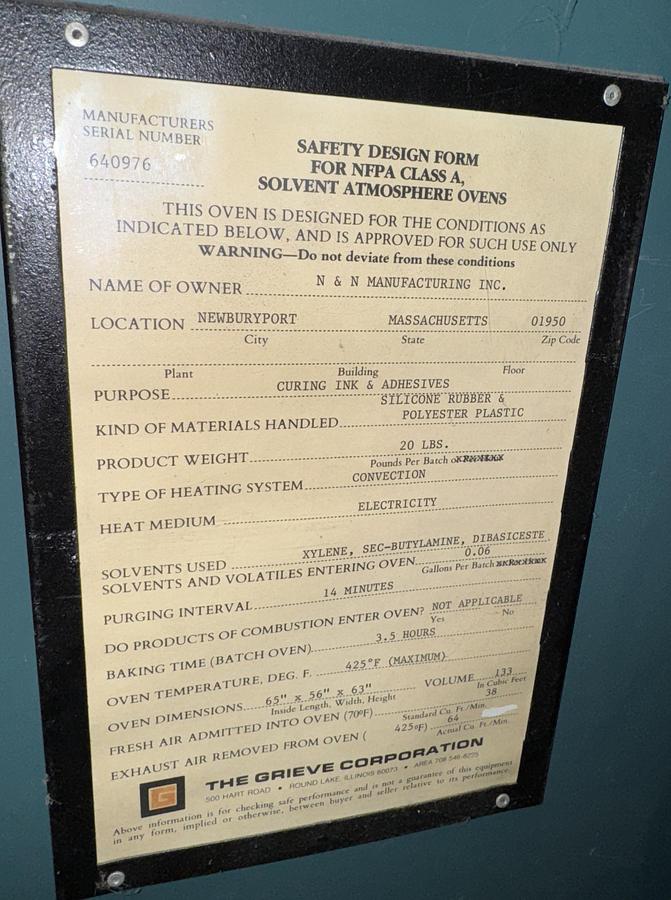 MANUFACTURERS
SERIAL NUMBER
640976
SAFETY DESIGN FORM
FOR NFPA CLASS A,
SOLVENT ATMOSPHERE OVENS
THIS OVEN IS DESIGNED FOR THE CONDITIONS AS
INDICATED BELOW, AND IS APPROVED FOR SUCH USE ONLY
WARNING—Do not deviate from these conditions
NAME OF OWNER N & N MANUFACTURING INC.
LOCATION NEWBURYPORT MASSACHUSETTS 01950
City State Zip Code
Plant Building Floor
PURPOSE CURING INK & ADHESIVES
SILICONE RUBBER &
KIND OF MATERIALS HANDLED POLYESTER PLASTIC
PRODUCT WEIGHT 20 LBS.
Pounds Per Batch or
TYPE OF HEATING SYSTEM CONVECTION
HEAT MEDIUM ELECTRICITY
SOLVENTS USED XYLENE, SEC-BUTYLAMINE, DIBASICESTE
SOLVENTS AND VOLATILES ENTERING OVEN 0.06
Gallons Per Batch
PURGING INTERVAL 14 MINUTES
DO PRODUCTS OF COMBUSTION ENTER OVEN? NOT APPLICABLE
Yes No
BAKING TIME (BATCH OVEN) 3.5 HOURS
OVEN TEMPERATURE, DEG. F. 425°F (MAXIMUM)
OVEN DIMENSIONS 65" x 56" x 63" VOLUME 133
Inside Length, Width, Height In Cubic Feet
FRESH AIR ADMITTED INTO OVEN (70°F) 38
Standard Cu. Ft./Min.
EXHAUST AIR REMOVED FROM OVEN ( 425°F) 64
Actual Cu. Ft./Min.
G
THE GRIEVE CORPORATION
500 HART ROAD • ROUND LAKE, ILLINOIS 60073 • AREA 708 546-8225
Above information is for checking safe performance and is not a guarantee of this equipment
in any form, implied or otherwise, between buyer and seller relative to its performance.